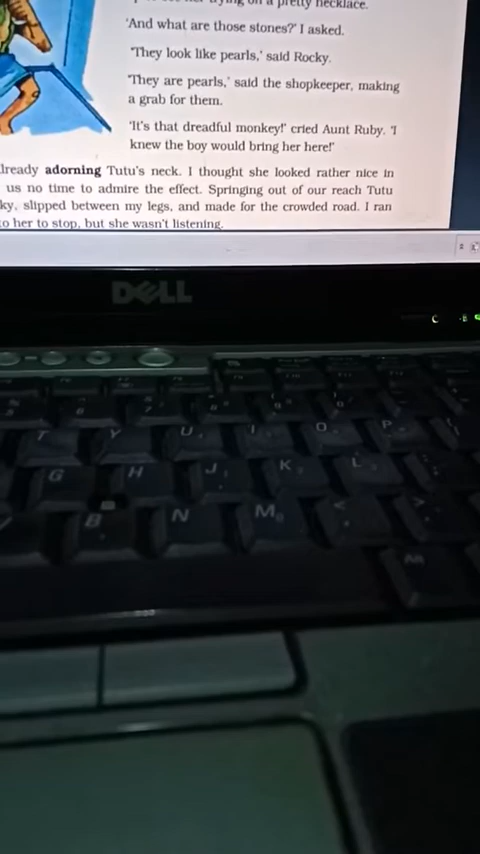 on a pretty necklace.
'And what are those stones?' I asked.
'They look like pearls,' said Rocky.
'They are pearls,' said the shopkeeper, making
a grab for them.
'It's that dreadful monkey!' cried Aunt Ruby. 'I
knew the boy would bring her here!'
lready adorning Tutu's neck. I thought she looked rather nice in
us no time to admire the effect. Springing out of our reach Tutu
ky, slipped between my legs, and made for the crowded road. I ran
o her to stop, but she wasn't listening.
DELL
T Y U I O P
G H J K L
B N M